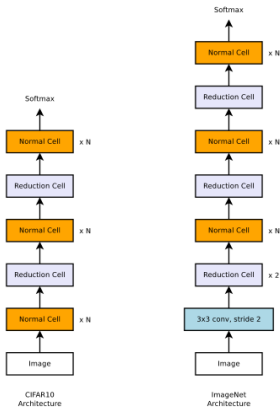 Softmax
Normal Cell
x N
Reduction Cell
Normal Cell
x N
Reduction Cell
Normal Cell
x N
Image
CIFAR10
Architecture
Softmax
Normal Cell
x N
Reduction Cell
Normal Cell
x N
Reduction Cell
Normal Cell
x N
Reduction Cell
x 2
3x3 conv, stride 2
Image
ImageNet
Architecture